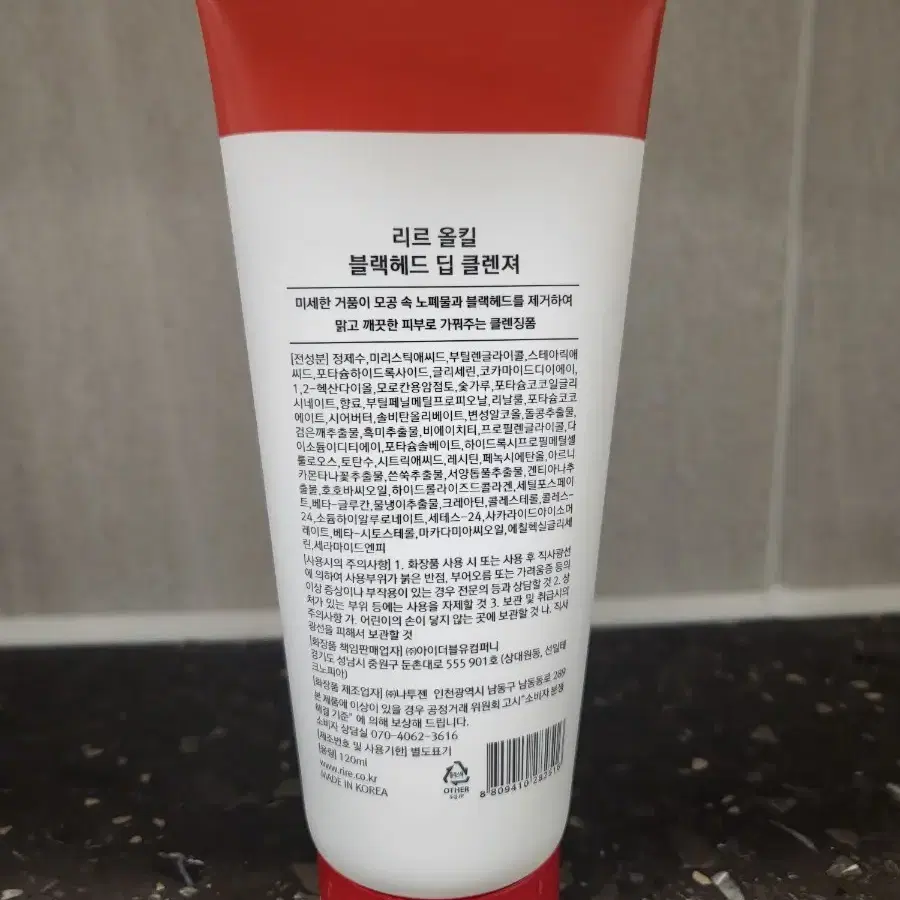 리르 올킬
블랙헤드 딥 클렌져
미세한 거품이 모공 속 노폐물과 블랙헤드를 제거하여
맑고 깨끗한 피부로 가꿔주는 클렌징폼
[전성분] 정제수,미리스틱애씨드,부틸렌글라이콜,스테아릭애
씨드,포타슘하이드록사이드,글리세린,코카마이드디이에이,
1,2-헥산다이올,모로칸용암점토,숯가루,포타슘코코일글리
시네이트,향료,부틸페닐메틸프로피오날,리날룰,포타슘코코
에이트,시어버터,솔비탄올리베이트,변성알코올,돌콩추출물,
검은깨추출물,흑미추출물,비에이치티,프로필렌글라이콜,다
이소듐이디티에이,포타슘솔베이트,하이드록시프로필메틸셀
룰로오스,토탄수,시트릭애씨드,레시틴,페녹시에탄올,아르니
카몬타나꽃추출물,쓴쑥추출물,서양톱풀추출물,겐티아나추
출물,호호바씨오일,하이드롤라이즈드콜라겐,세틸포스페이
트,베타-글루칸,물냉이추출물,크레아틴,콜레스테롤,콜레스-
24,소듐하이알루로네이트,세테스-24,사카라이드아이소머
레이트,베타-시토스테롤,마카다미아씨오일,에칠헥실글리세
린,세라마이드엔피
[사용시의 주의사항] 1. 화장품 사용 시 또는 사용 후 직사광선
에 의하여 사용부위가 붉은 반점, 부어오름 또는 가려움증 등의
이상 증상이나 부작용이 있는 경우 전문의 등과 상담할 것 2. 상
처가 있는 부위 등에는 사용을 자제할 것 3. 보관 및 취급시의
주의사항 가. 어린이의 손이 닿지 않는 곳에 보관할 것 나. 직사
광선을 피해서 보관할 것
[화장품 책임판매업자] ㈜아이더블유컴퍼니
경기도 성남시 중원구 둔촌대로 555 901호 (상대원동, 선일테
크노피아)
[화장품 제조업자] ㈜나투젠 인천광역시 남동구 남동동로 289
본 제품에 이상이 있을 경우 공정거래 위원회 고시"소비자 분쟁
해결 기준" 에 의해 보상해 드립니다.
소비자 상담실 070-4062-3616
[제조번호 및 사용기한] 별도표기
[용량] 120ml
www.rire.co.kr
MADE IN KOREA
OTHER
8 809410